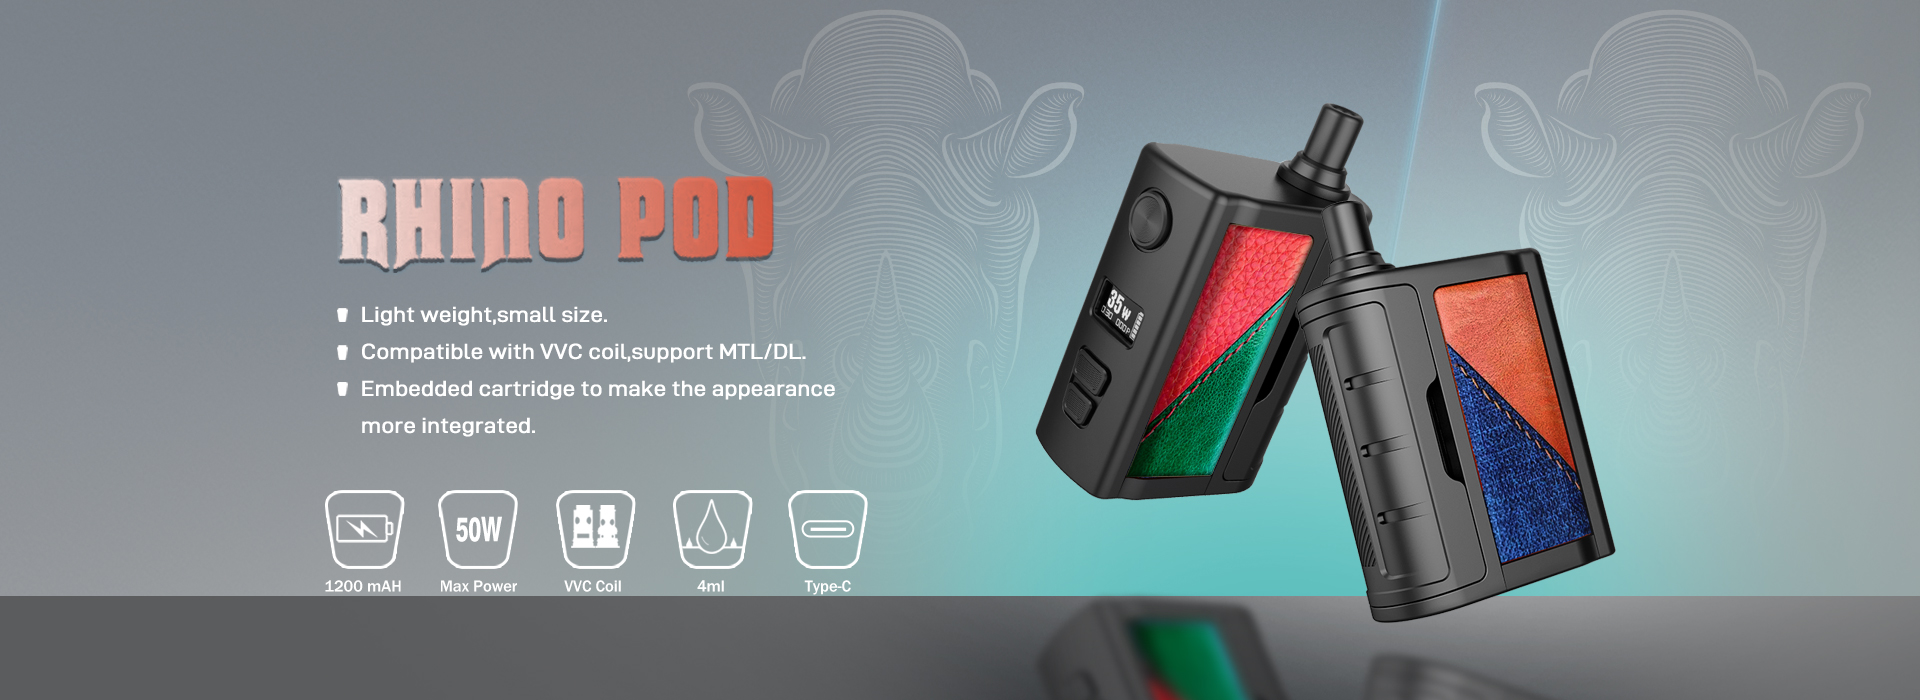 RHINO POD
Light weight,small size.
Compatible with VVC coil,support MTL/DL.
Embedded cartridge to make the appearance
more integrated.
35W
50W
1200 mAH
Max Power
VVC Coil
4ml
Type-C